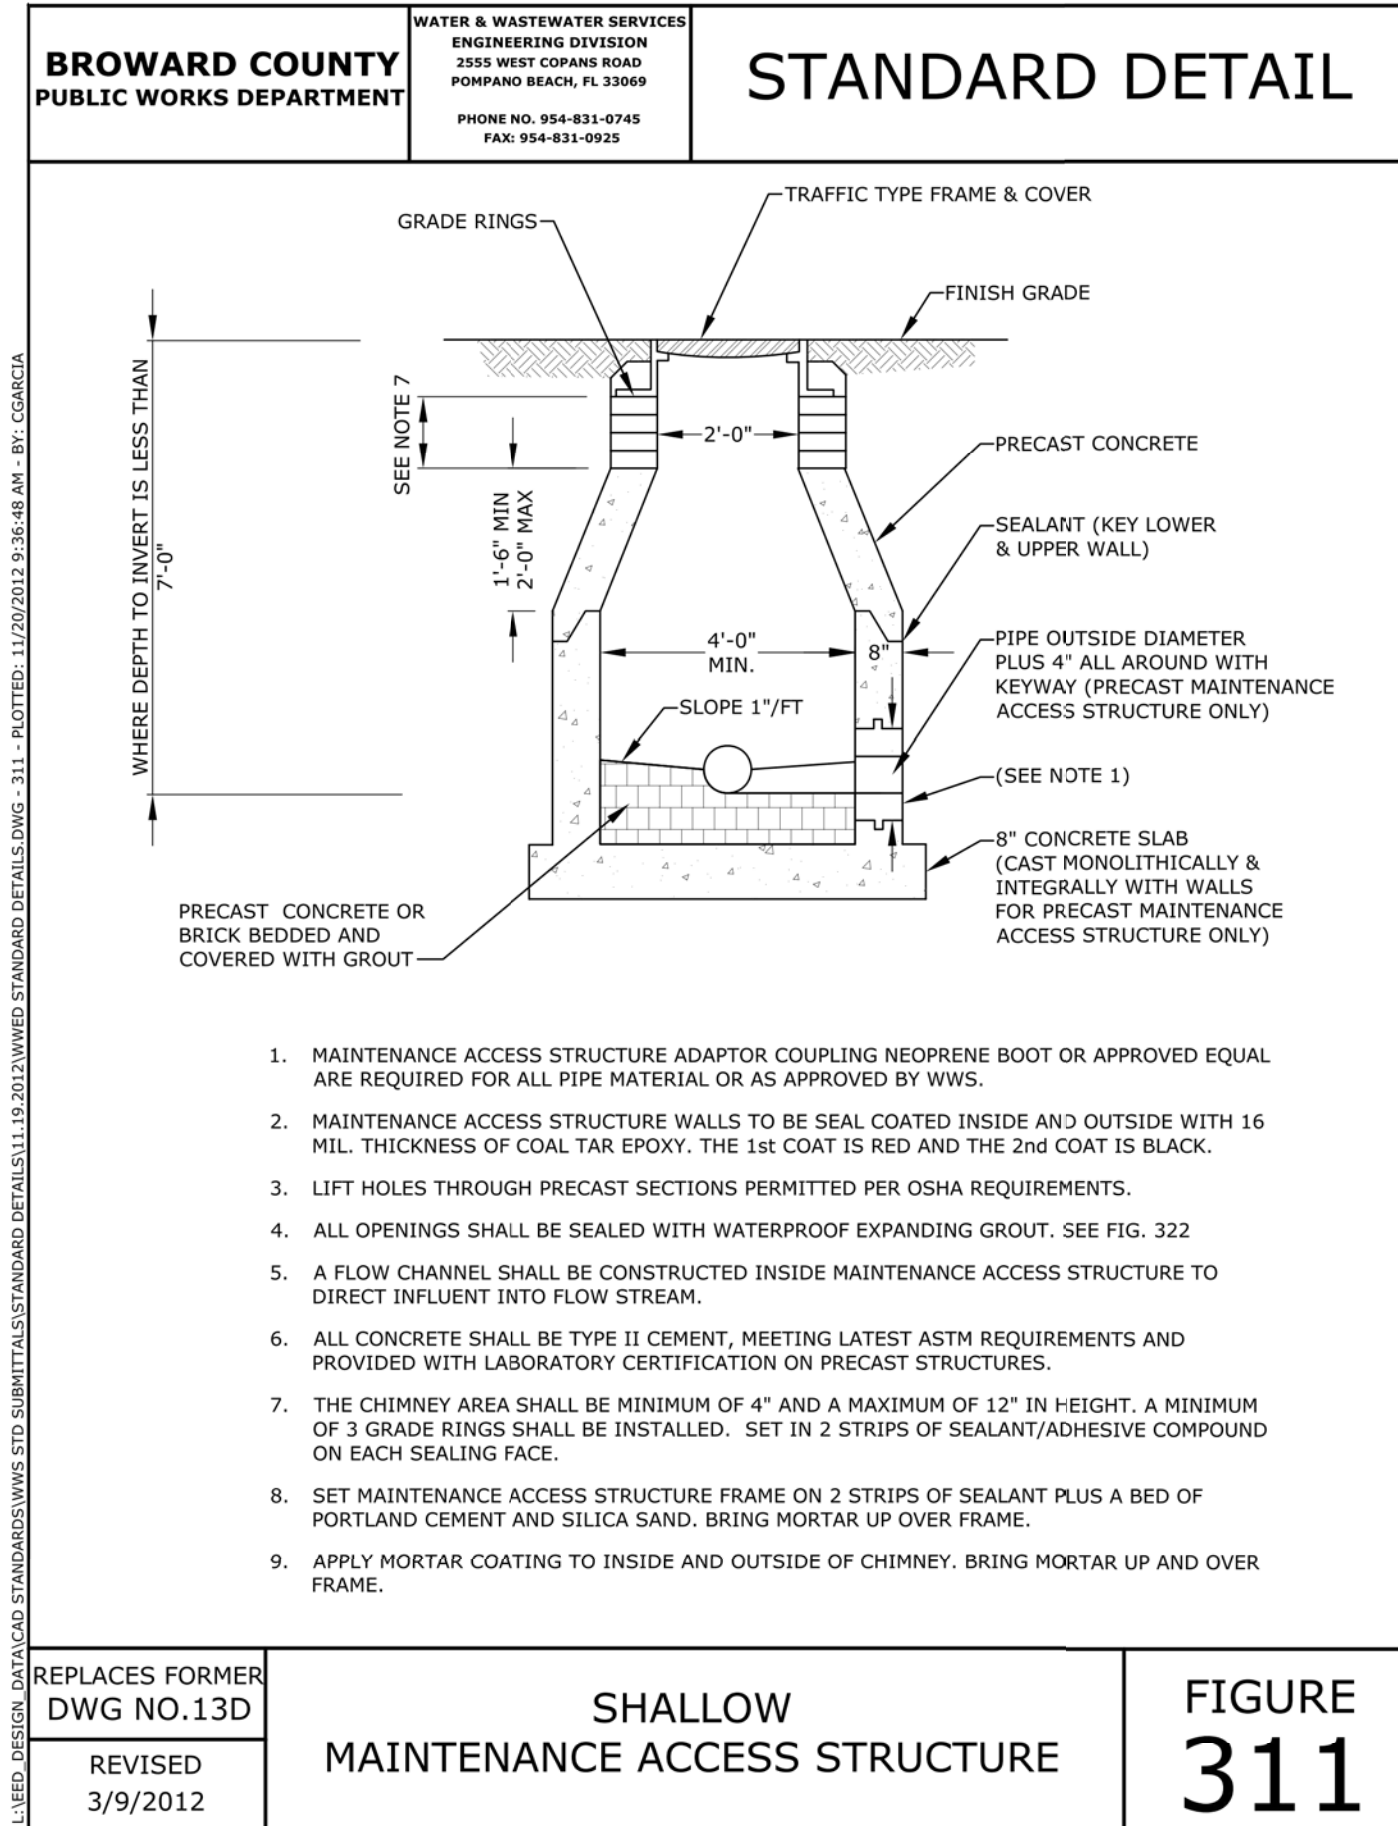 BROWARD COUNTY
PUBLIC WORKS DEPARTMENT
WATER & WASTEWATER SERVICES
ENGINEERING DIVISION
2555 WEST COPANS ROAD
POMPANO BEACH, FL 33069
PHONE NO. 954-831-0745
FAX: 954-831-0925
STANDARD DETAIL
TRAFFIC TYPE FRAME & COVER
GRADE RINGS
FINISH GRADE
WHERE DEPTH TO INVERT IS LESS THAN
7'-0"
SEE NOTE 7
2'-0"
1'-6" MIN
2'-0" MAX
PRECAST CONCRETE
SEALANT (KEY LOWER
& UPPER WALL)
4'-0"
MIN.
8"
PIPE OUTSIDE DIAMETER
PLUS 4" ALL AROUND WITH
KEYWAY (PRECAST MAINTENANCE
ACCESS STRUCTURE ONLY)
SLOPE 1"/FT
(SEE NOTE 1)
8" CONCRETE SLAB
(CAST MONOLITHICALLY &
INTEGRALLY WITH WALLS
FOR PRECAST MAINTENANCE
ACCESS STRUCTURE ONLY)
PRECAST CONCRETE OR
BRICK BEDDED AND
COVERED WITH GROUT
1. MAINTENANCE ACCESS STRUCTURE ADAPTOR COUPLING NEOPRENE BOOT OR APPROVED EQUAL
ARE REQUIRED FOR ALL PIPE MATERIAL OR AS APPROVED BY WWS.
2. MAINTENANCE ACCESS STRUCTURE WALLS TO BE SEAL COATED INSIDE AND OUTSIDE WITH 16
MIL. THICKNESS OF COAL TAR EPOXY. THE 1st COAT IS RED AND THE 2nd COAT IS BLACK.
3. LIFT HOLES THROUGH PRECAST SECTIONS PERMITTED PER OSHA REQUIREMENTS.
4. ALL OPENINGS SHALL BE SEALED WITH WATERPROOF EXPANDING GROUT. SEE FIG. 322
5. A FLOW CHANNEL SHALL BE CONSTRUCTED INSIDE MAINTENANCE ACCESS STRUCTURE TO
DIRECT INFLUENT INTO FLOW STREAM.
6. ALL CONCRETE SHALL BE TYPE II CEMENT, MEETING LATEST ASTM REQUIREMENTS AND
PROVIDED WITH LABORATORY CERTIFICATION ON PRECAST STRUCTURES.
7. THE CHIMNEY AREA SHALL BE MINIMUM OF 4" AND A MAXIMUM OF 12" IN HEIGHT. A MINIMUM
OF 3 GRADE RINGS SHALL BE INSTALLED. SET IN 2 STRIPS OF SEALANT/ADHESIVE COMPOUND
ON EACH SEALING FACE.
8. SET MAINTENANCE ACCESS STRUCTURE FRAME ON 2 STRIPS OF SEALANT PLUS A BED OF
PORTLAND CEMENT AND SILICA SAND. BRING MORTAR UP OVER FRAME.
9. APPLY MORTAR COATING TO INSIDE AND OUTSIDE OF CHIMNEY. BRING MORTAR UP AND OVER
FRAME.
L:\EED_DESIGN_DATA\CAD STANDARDS\WWS STD SUBMITTALS\STANDARD DETAILS\11.19.2012\WWED STANDARD DETAILS.DWG - 311 - PLOTTED: 11/20/2012 9:36:48 AM - BY: CGARCIA
REPLACES FORMER
DWG NO.13D
REVISED
3/9/2012
SHALLOW
MAINTENANCE ACCESS STRUCTURE
FIGURE
311